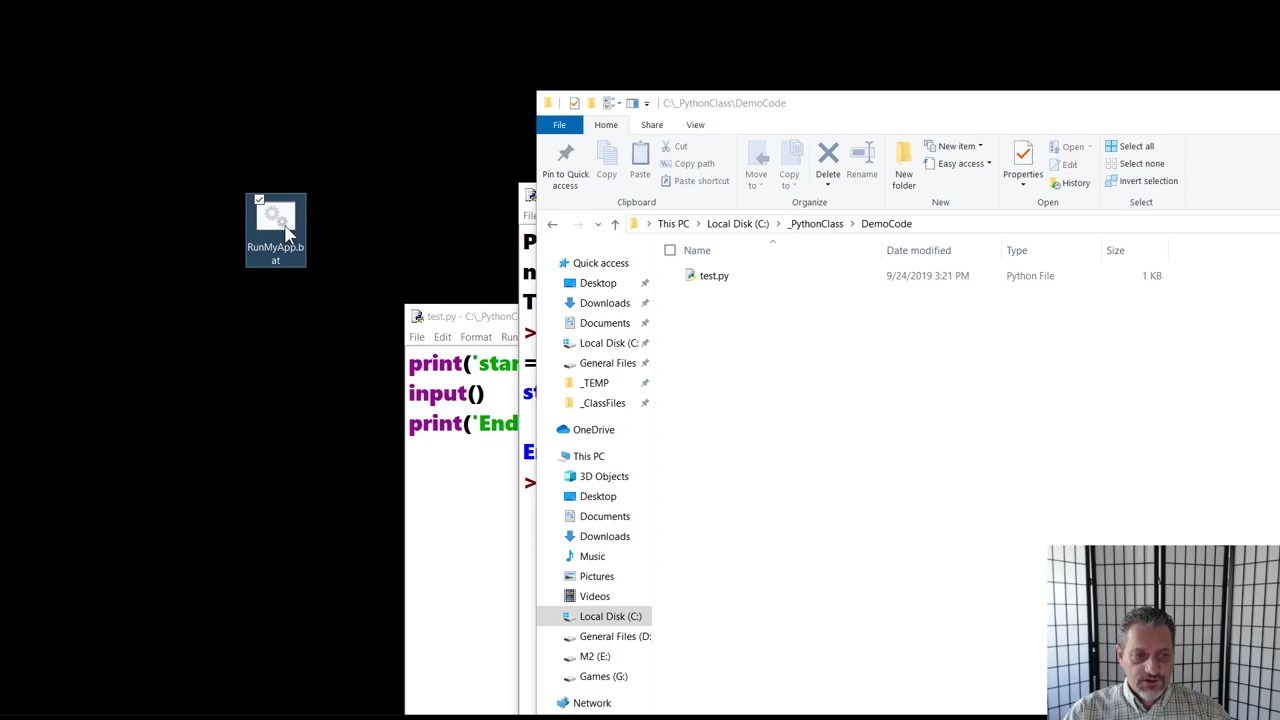 C:\_PythonClass\DemoCode
File Home Share View
Pin to Quick access
Copy
Paste
Cut
Copy path
Paste shortcut
Clipboard
Move to
Copy to
Delete
Rename
Organize
New folder
New item
Easy access
New
Properties
Open
Edit
History
Open
Select all
Select none
Invert selection
Select
This PC Local Disk (C:) _PythonClass DemoCode
Name Date modified Type Size
test.py 9/24/2019 3:21 PM Python File 1 KB
Quick access
Desktop
Downloads
Documents
Local Disk (C:
General Files
_TEMP
_ClassFiles
OneDrive
This PC
3D Objects
Desktop
Documents
Downloads
Music
Pictures
Videos
Local Disk (C:)
General Files (D:
M2 (E:)
Games (G:)
Network
RunMyApp.b
at
test.py - C:\_PythonC
File Edit Format Run
print('star
input()
print('End